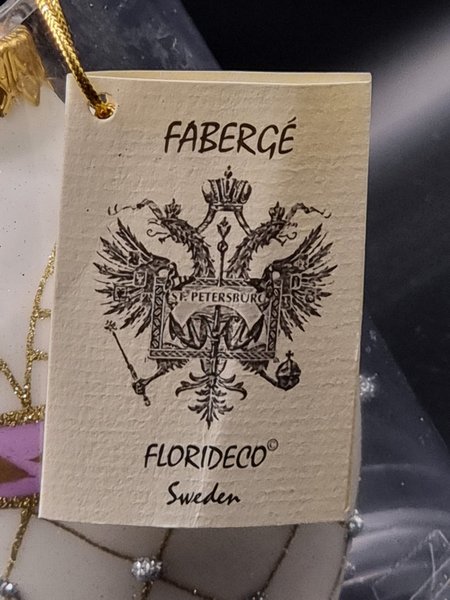 FABERGÉ
ST. PETERSBURG
FLORIDECO©
Sweden